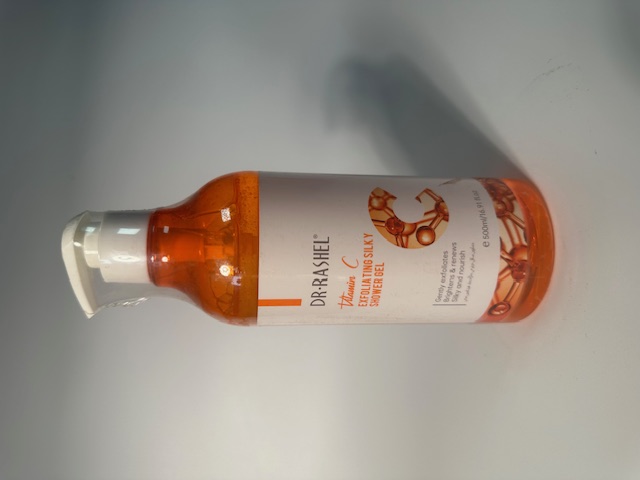 DR·RASHEL®
Vitamin C
EXFOLIATING SILKY
SHOWER GEL
C
Gently exfoliates
Brightens & renews
Silky and nourish
℮ 500ml/16.91 fl.oz